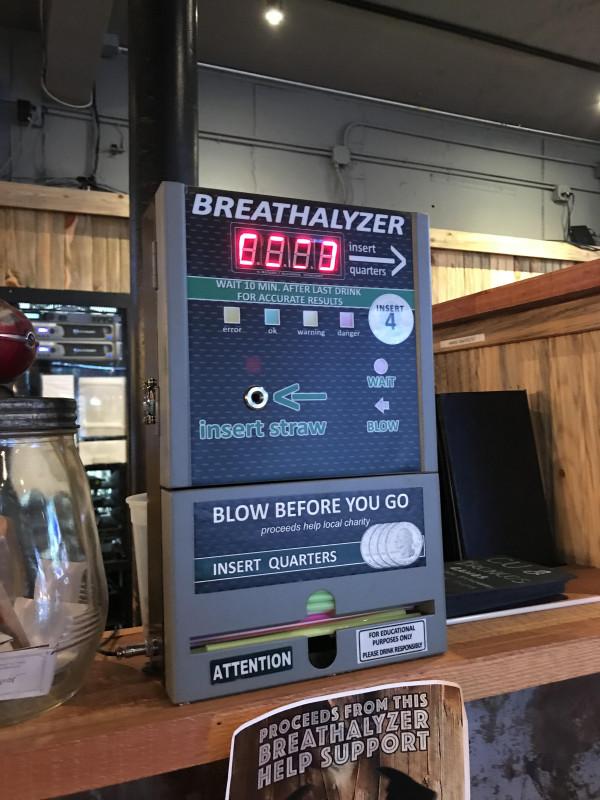 BREATHALYZER
insert
quarters
WAIT 10 MIN. AFTER LAST DRINK
FOR ACCURATE RESULTS
error ok warning danger
INSERT
4
WAIT
insert straw
BLOW
BLOW BEFORE YOU GO
proceeds help local charity
INSERT QUARTERS
FOR EDUCATIONAL
PURPOSES ONLY
PLEASE DRINK RESPONSIBLY
ATTENTION
PROCEEDS FROM THIS
BREATHALYZER
HELP SUPPORT